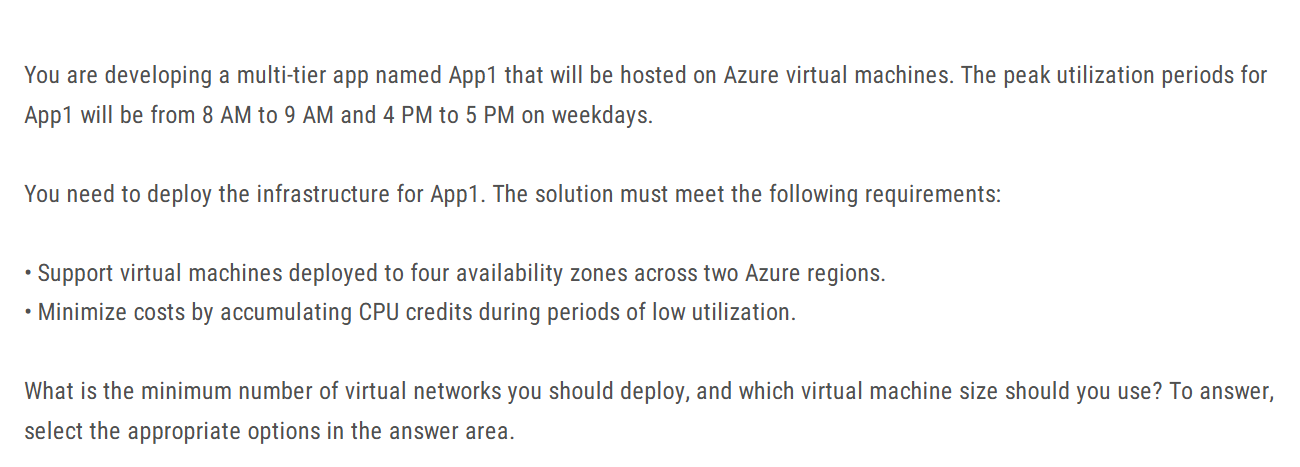 You are developing a multi-tier app named App1 that will be hosted on Azure virtual machines. The peak utilization periods for
App1 will be from 8 AM to 9 AM and 4 PM to 5 PM on weekdays.
You need to deploy the infrastructure for App1. The solution must meet the following requirements:
• Support virtual machines deployed to four availability zones across two Azure regions.
• Minimize costs by accumulating CPU credits during periods of low utilization.
What is the minimum number of virtual networks you should deploy, and which virtual machine size should you use? To answer,
select the appropriate options in the answer area.